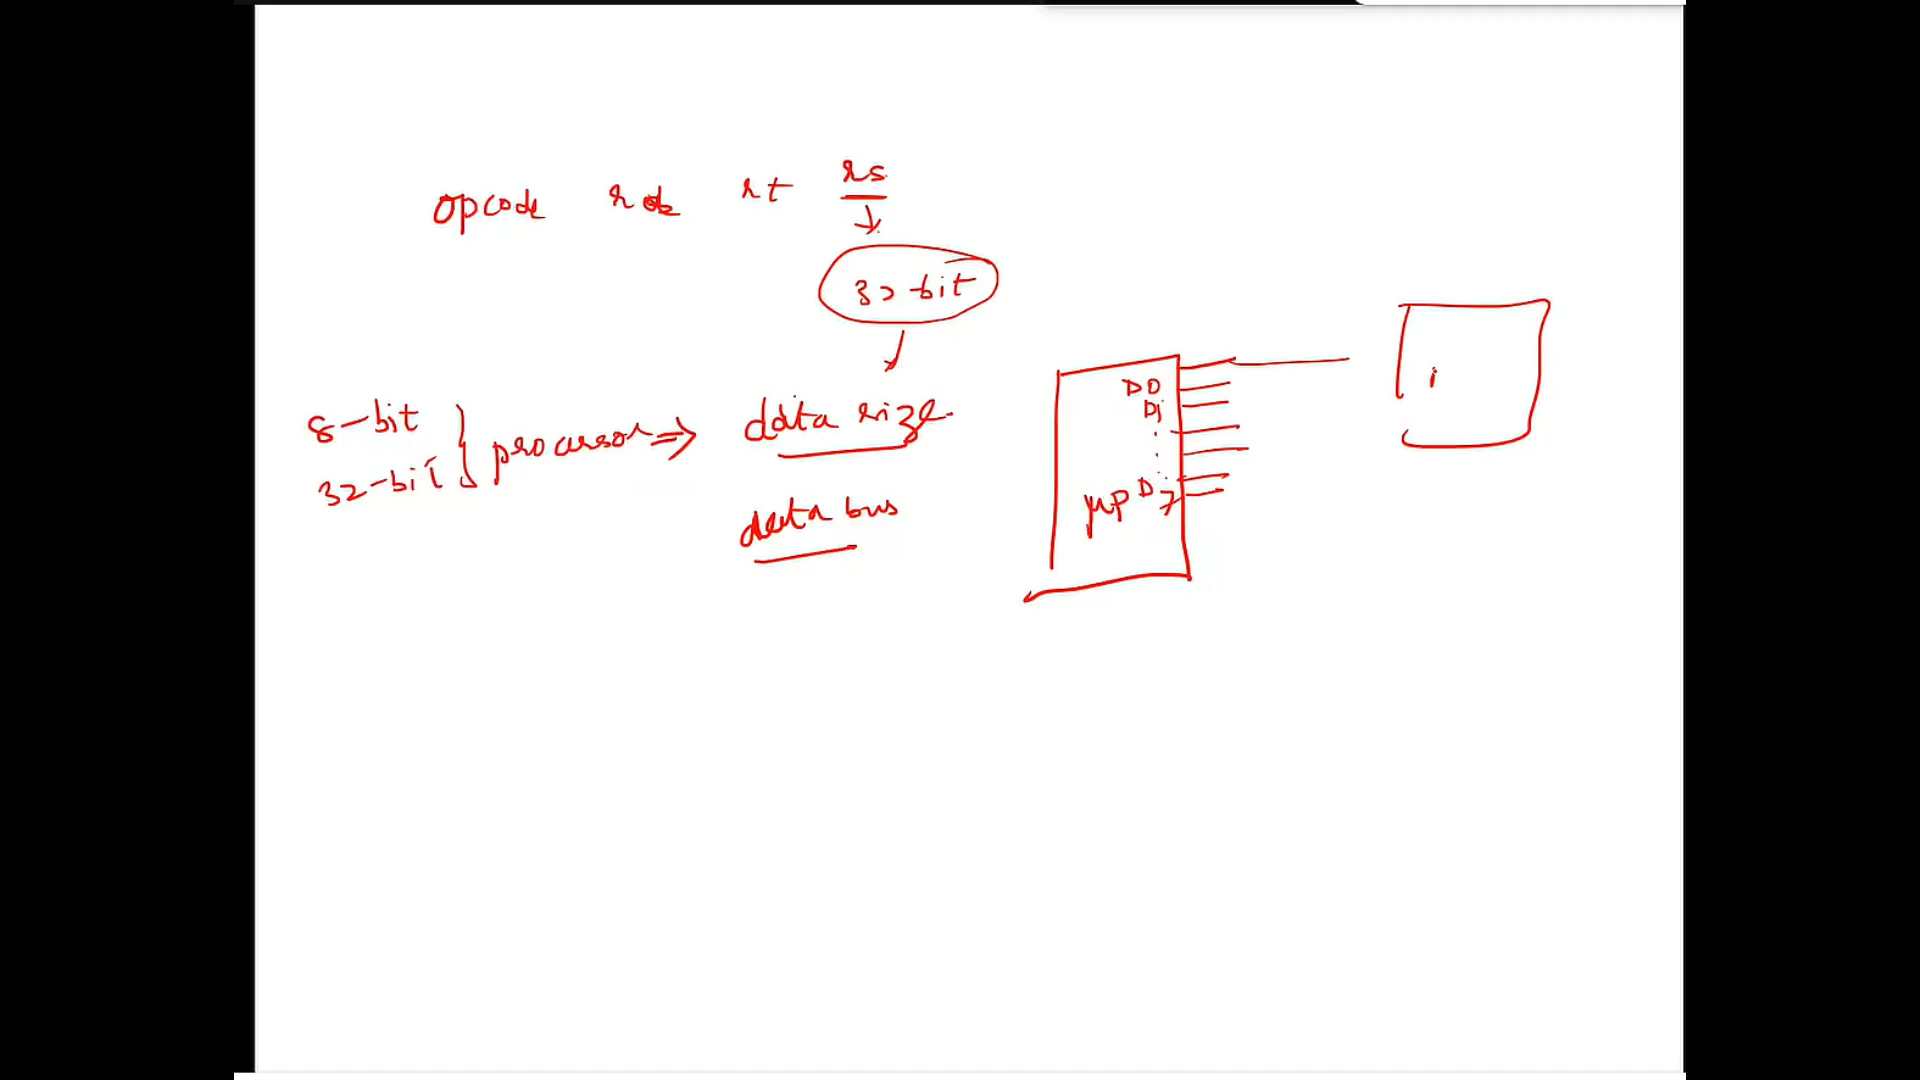 opcode rd rt rs
32-bit
8-bit
32-bit } processor ⇒ data size
data bus
D0
D1
:
D7
μP